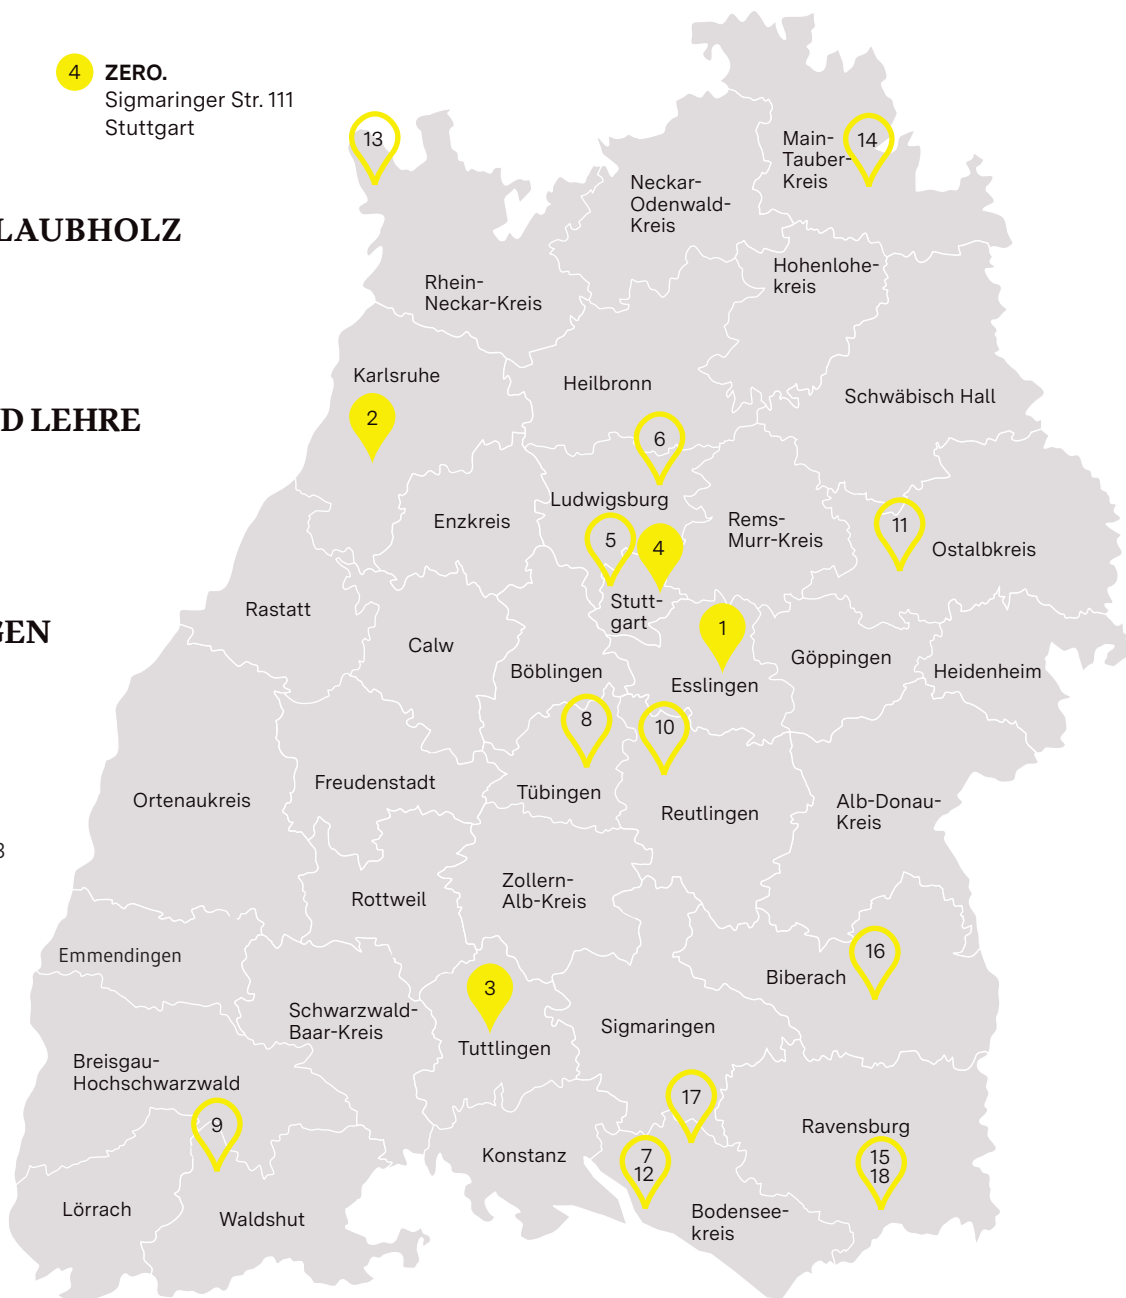 4 ZERO.
Sigmaringer Str. 111
Stuttgart
13
Main-
Tauber-
Kreis
14
Neckar-
Odenwald-
Kreis
LAUBHOLZ
Hohenlohe-
kreis
Rhein-
Neckar-Kreis
Karlsruhe
Heilbronn
Schwäbisch Hall
2
D LEHRE
6
Ludwigsburg
Enzkreis
Rems-
Murr-Kreis
11
Ostalbkreis
5
4
Rastatt
Stutt-
gart
1
GEN
Calw
Böblingen
Göppingen
Heidenheim
Esslingen
8
10
Freudenstadt
Tübingen
Ortenaukreis
Reutlingen
Alb-Donau-
Kreis
3
Zollern-
Alb-Kreis
Rottweil
Emmendingen
16
Biberach
3
Schwarzwald-
Baar-Kreis
Sigmaringen
Tuttlingen
Breisgau-
Hochschwarzwald
17
9
Ravensburg
Konstanz
7
12
15
18
Lörrach
Waldshut
Bodensee-
kreis